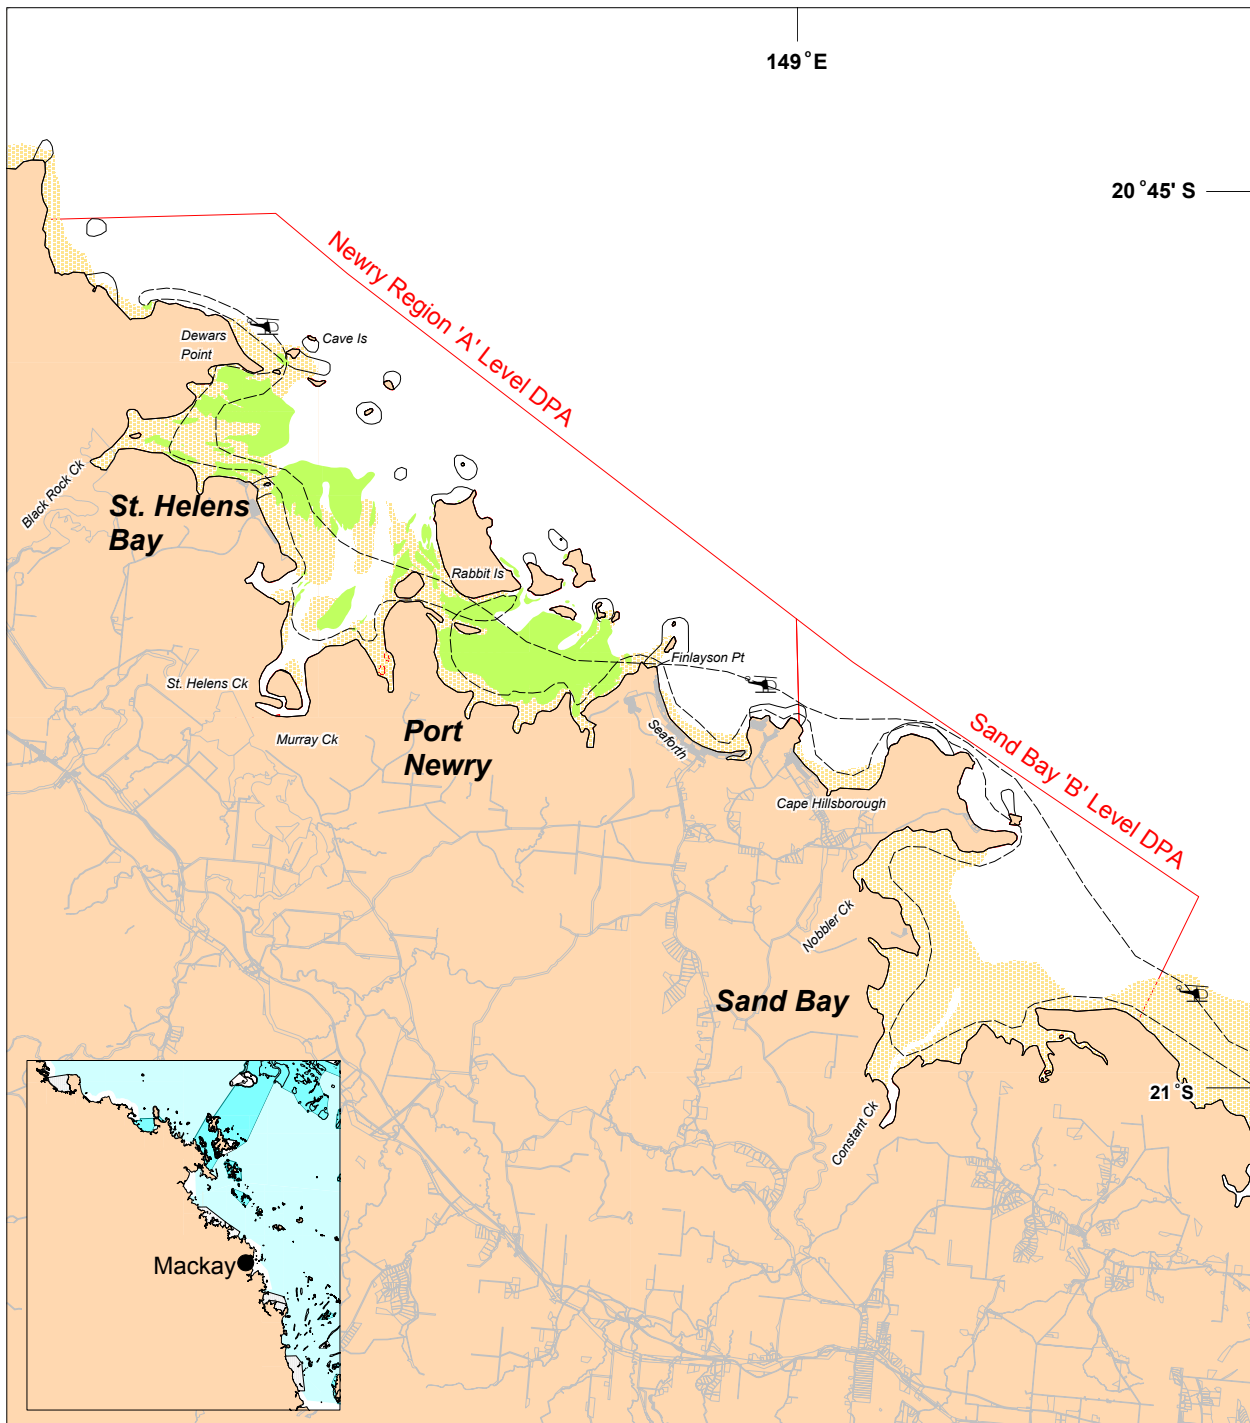 149°E
20°45' S
Newry Region 'A' Level DPA
Cave Is
Dewars
Point
Black Rock Ck
St. Helens
Bay
Rabbit Is
Finlayson Pt
St. Helens Ck
Murray Ck
Port
Newry
Seaforth
Sand Bay 'B' Level DPA
Cape Hillsborough
Nobbler Ck
Sand Bay
21°S
Constant Ck
Mackay